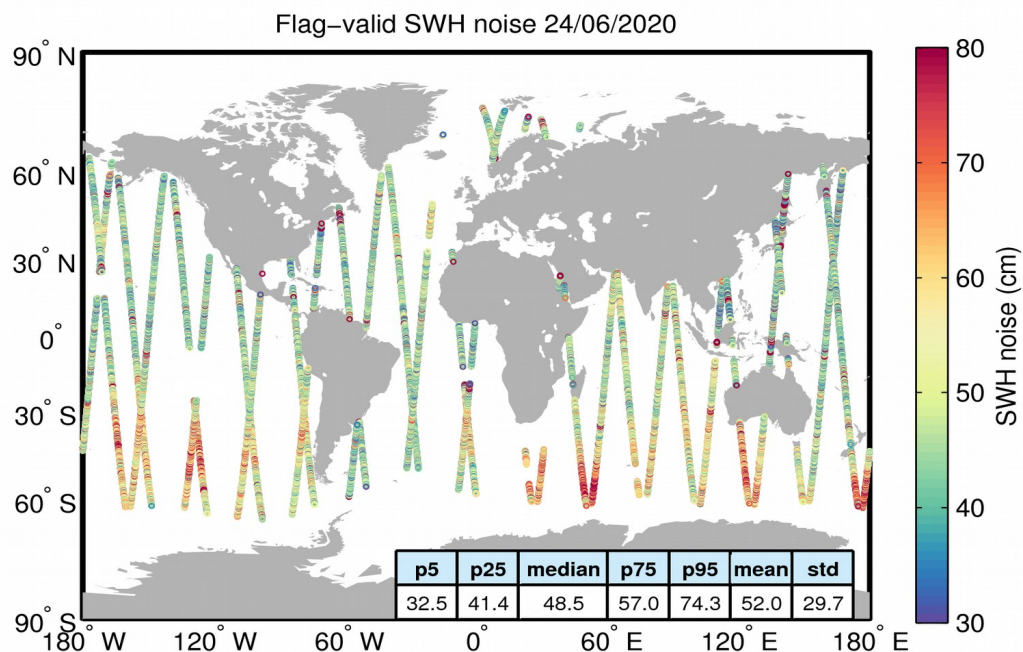 Flag−valid SWH noise 24/06/2020
90° N
60° N
30° N
0°
30° S
60° S
90° S
180° W
120° W
60° W
0°
60° E
120° E
180° E
80
70
60
50
40
30
SWH noise (cm)
p5 p25 median p75 p95 mean std
32.5 41.4 48.5 57.0 74.3 52.0 29.7